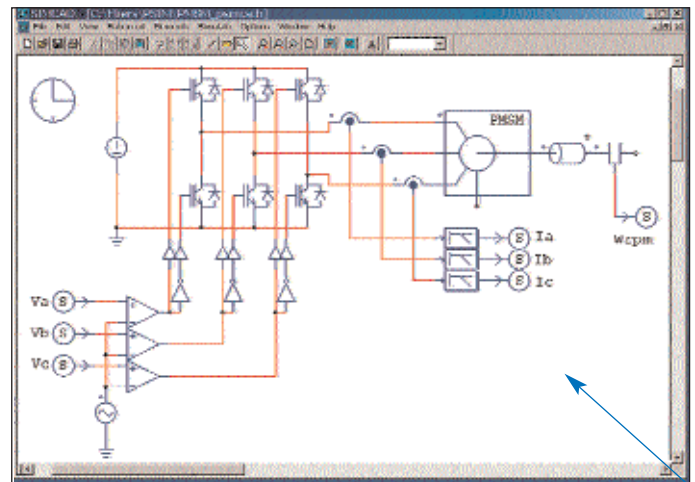 File Edit View Subcircuit Elements Simulate Options Window Help
PMSM
Wrpm
Ia
Ib
Ic
Va
Vb
Vc
S
S
S
S
S
S
S